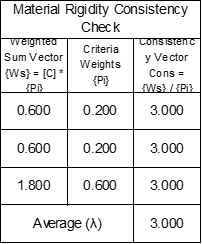 Material Rigidity Consistency
Check
Weighted
Sum Vector
{Ws} = [C] *
{Pi}
Criteria
Weights
{Pi}
Consistenc
y Vector
Cons =
{Ws} / {Pi}
0.600 0.200 3.000
0.600 0.200 3.000
1.800 0.600 3.000
Average (λ) 3.000